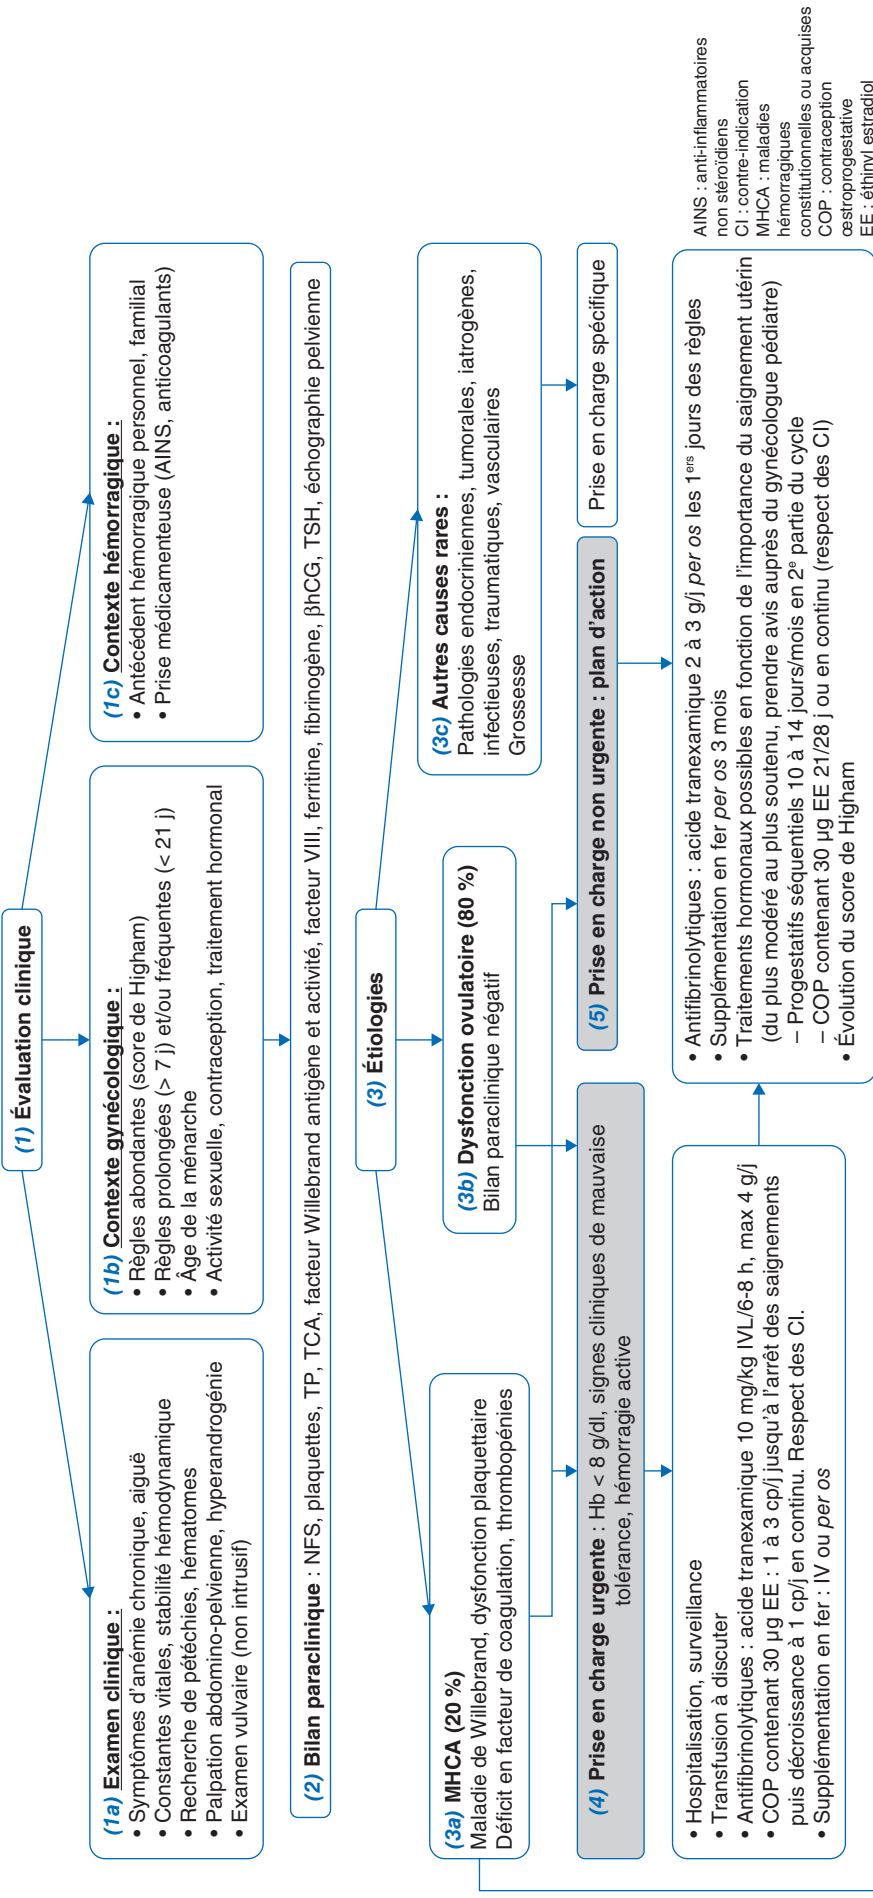 (1) Évaluation clinique
(1a) Examen clinique :
• Symptômes d'anémie chronique, aiguë
• Constantes vitales, stabilité hémodynamique
• Recherche de pétéchies, hématomes
• Palpation abdomino-pelvienne, hyperandrogénie
• Examen vulvaire (non intrusif)
(1b) Contexte gynécologique :
• Règles abondantes (score de Higham)
• Règles prolongées (> 7 j) et/ou fréquentes (< 21 j)
• Âge de la ménarche
• Activité sexuelle, contraception, traitement hormonal
(1c) Contexte hémorragique :
• Antécédent hémorragique personnel, familial
• Prise médicamenteuse (AINS, anticoagulants)
(2) Bilan paraclinique : NFS, plaquettes, TP, TCA, facteur Willebrand antigène et activité, facteur VIII, ferritine, fibrinogène, βhCG, TSH, échographie pelvienne
(3) Étiologies
(3a) MHCA (20 %)
Maladie de Willebrand, dysfonction plaquettaire
Déficit en facteur de coagulation, thrombopénies
(3b) Dysfonction ovulatoire (80 %)
Bilan paraclinique négatif
(3c) Autres causes rares :
Pathologies endocriniennes, tumorales, iatrogènes,
infectieuses, traumatiques, vasculaires
Grossesse
(4) Prise en charge urgente : Hb < 8 g/dl, signes cliniques de mauvaise
tolérance, hémorragie active
(5) Prise en charge non urgente : plan d'action
Prise en charge spécifique
• Hospitalisation, surveillance
• Transfusion à discuter
• Antifibrinolytiques : acide tranexamique 10 mg/kg IVL/6-8 h, max 4 g/j
• COP contenant 30 µg EE : 1 à 3 cp/j jusqu'à l'arrêt des saignements
puis décroissance à 1 cp/j en continu. Respect des CI.
• Supplémentation en fer : IV ou per os
• Antifibrinolytiques : acide tranexamique 2 à 3 g/j per os les 1ers jours des règles
• Supplémentation en fer per os 3 mois
• Traitements hormonaux possibles en fonction de l'importance du saignement utérin
(du plus modéré au plus soutenu, prendre avis auprès du gynécologue pédiatre)
– Progestatifs séquentiels 10 à 14 jours/mois en 2e partie du cycle
– COP contenant 30 µg EE 21/28 j ou en continu (respect des CI)
• Évolution du score de Higham
AINS : anti-inflammatoires
non stéroïdiens
CI : contre-indication
MHCA : maladies
hémorragiques
constitutionnelles ou acquises
COP : contraception
œstroprogestative
EE : éthinyl estradiol